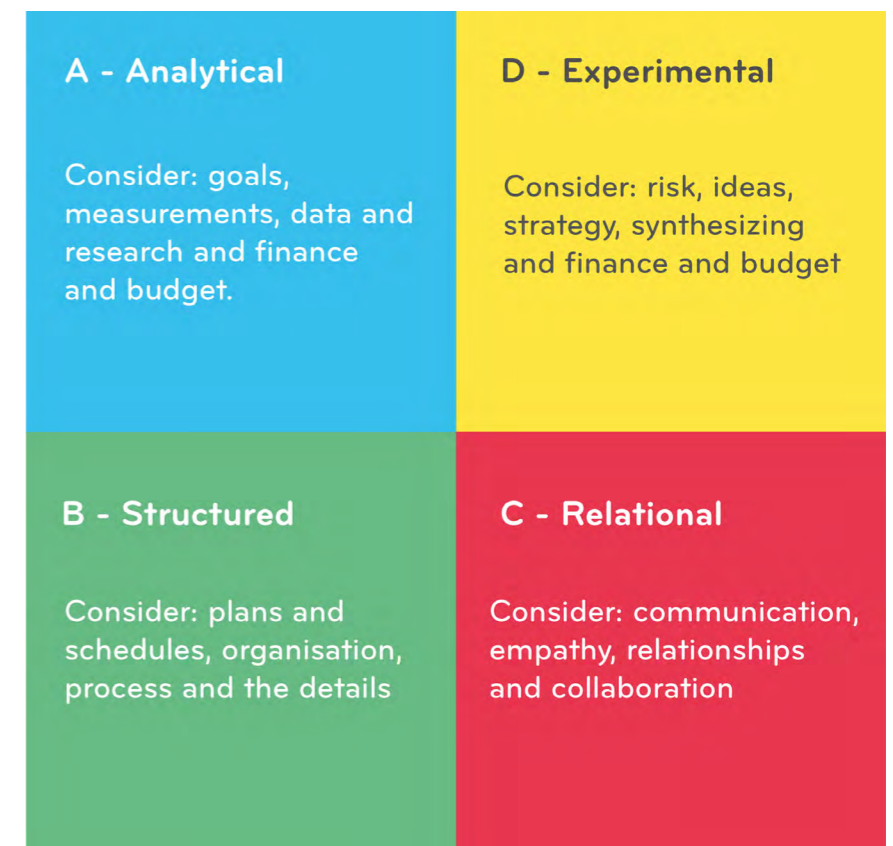 A - Analytical
Consider: goals,
measurements, data and
research and finance
and budget.
D - Experimental
Consider: risk, ideas,
strategy, synthesizing
and finance and budget
B - Structured
Consider: plans and
schedules, organisation,
process and the details
C - Relational
Consider: communication,
empathy, relationships
and collaboration